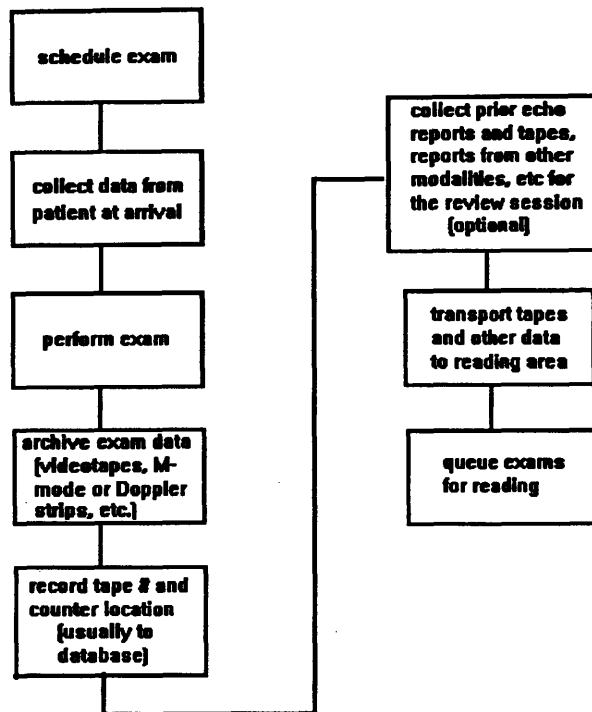 schedule exam
collect data from
patient at arrival
perform exam
archive exam data
(videotapes, M-
mode or Doppler
strips, etc.)
record tape # and
counter location
(usually to
database)
collect prior echo
reports and tapes,
reports from other
modalities, etc for
the review session
(optional)
transport tapes
and other data
to reading area
queue exams
for reading